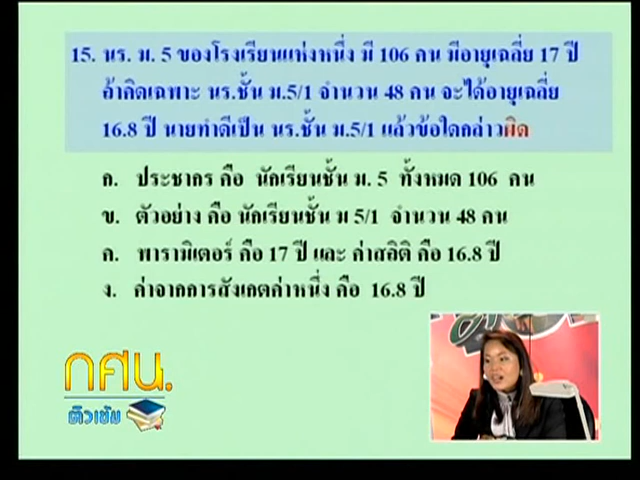 15. นร. ม. 5 ของโรงเรียนแห่งหนึ่ง มี 106 คน มีอายุเฉลี่ย 17 ปี
ถ้าคิดเฉพาะ นร.ชั้น ม.5/1 จำนวน 48 คน จะได้อายุเฉลี่ย
16.8 ปี นายทำดีเป็น นร.ชั้น ม.5/1 แล้วข้อใดกล่าวผิด
ก. ประชากร คือ นักเรียนชั้น ม. 5 ทั้งหมด 106 คน
ข. ตัวอย่าง คือ นักเรียนชั้น ม 5/1 จำนวน 48 คน
ค. พารามิเตอร์ คือ 17 ปี และ ค่าสถิติ คือ 16.8 ปี
ง. ค่าจากการสังเกตค่าหนึ่ง คือ 16.8 ปี
กศน.
ติวเข้ม